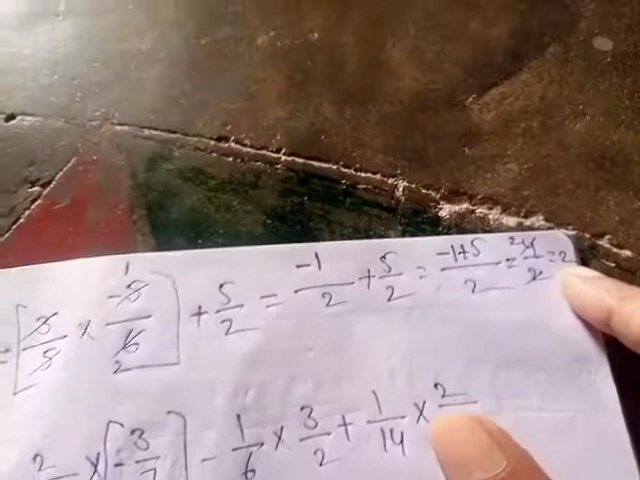 = [3/5 × -5/6] + 5/2 = -1/2 + 5/2 = -1+5/2 = 4/2 = 2
2 × [-3/7] - 1/6 × 3/2 + 1/14 × 2